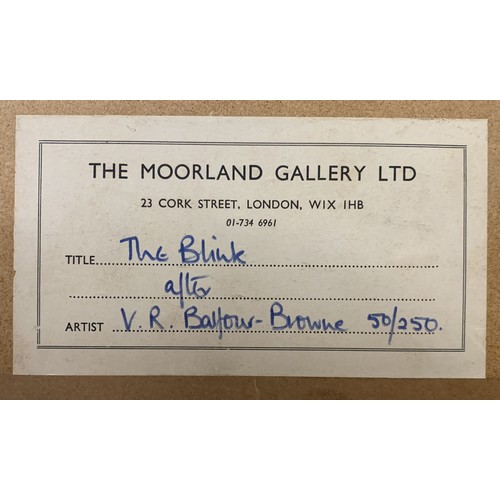 THE MOORLAND GALLERY LTD
23 CORK STREET, LONDON, W1X 1HB
01-734 6961
TITLE The Blink
after
ARTIST V. R. Balfour-Browne 50/250.